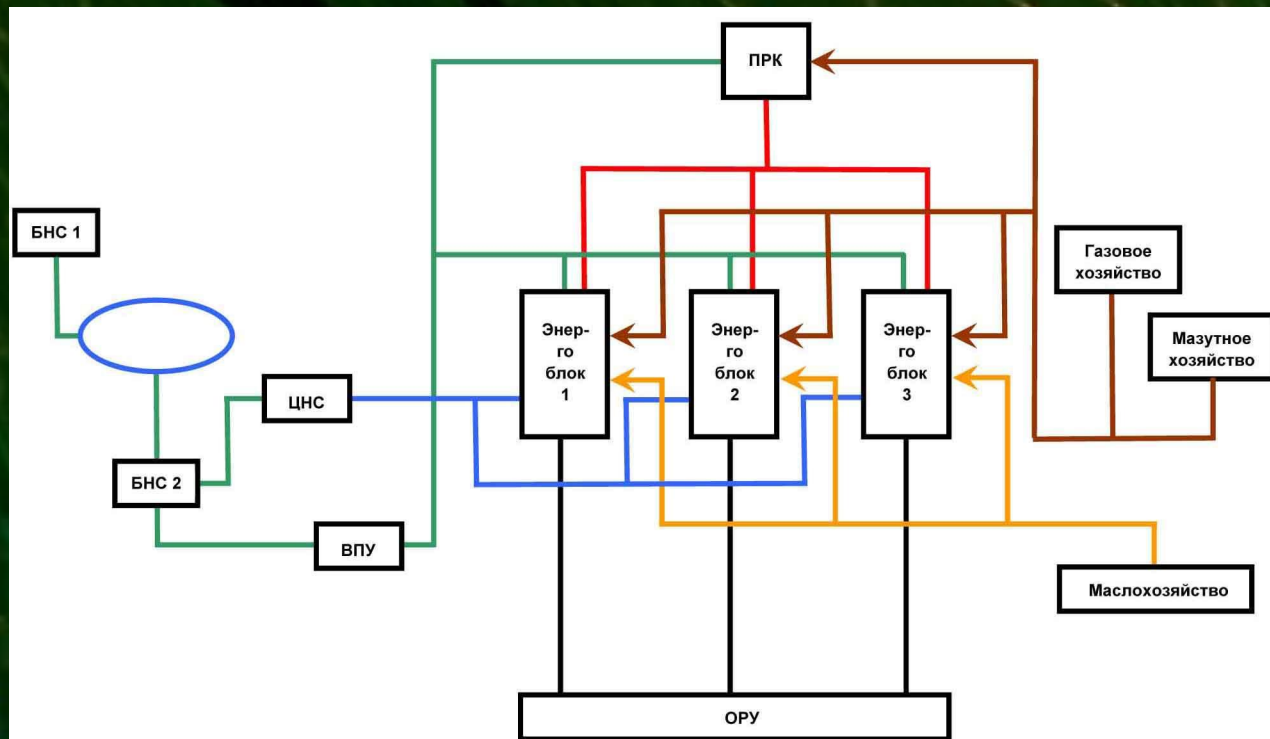 ПРК
БНС 1
Газовое
хозяйство
Энер-
го
блок
1
Энер-
го
блок
2
Энер-
го
блок
3
Мазутное
хозяйство
ЦНС
БНС 2
ВПУ
Маслохозяйство
ОРУ